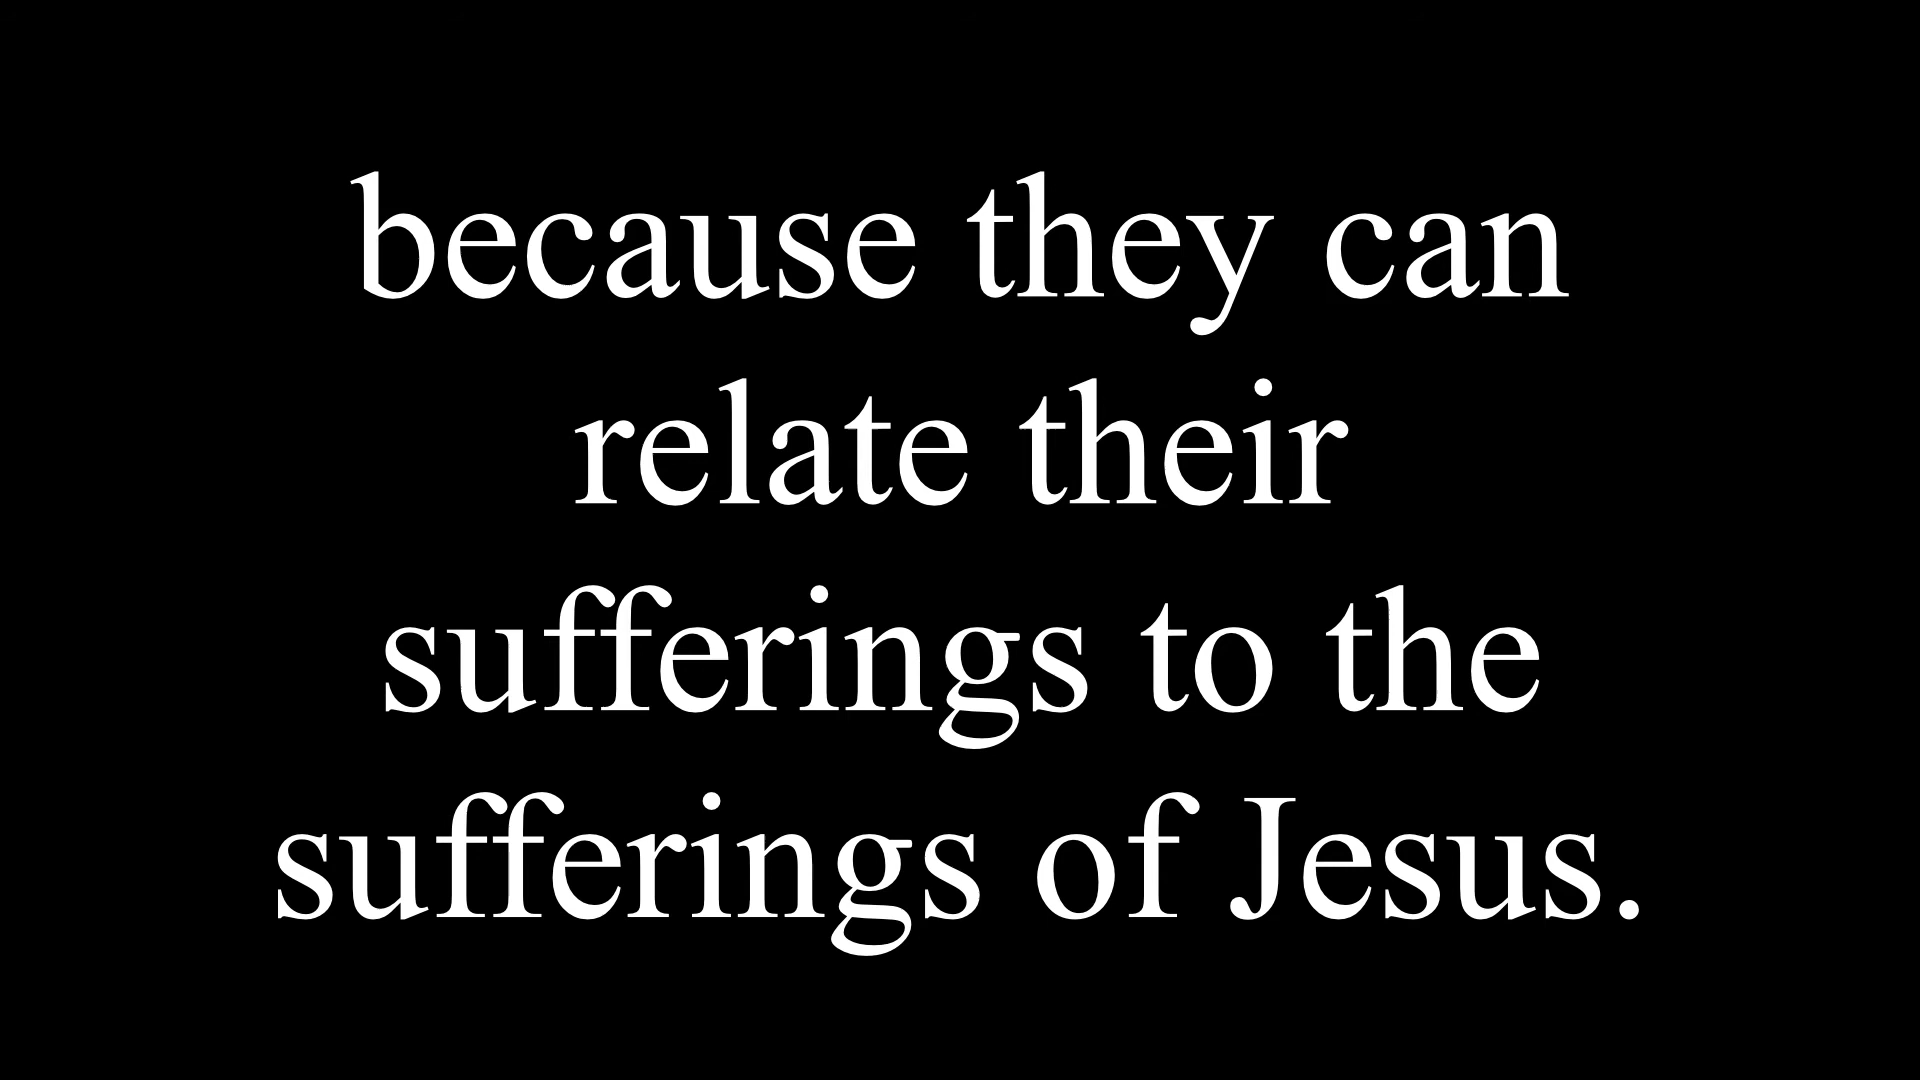 because they can
relate their
sufferings to the
sufferings of Jesus.